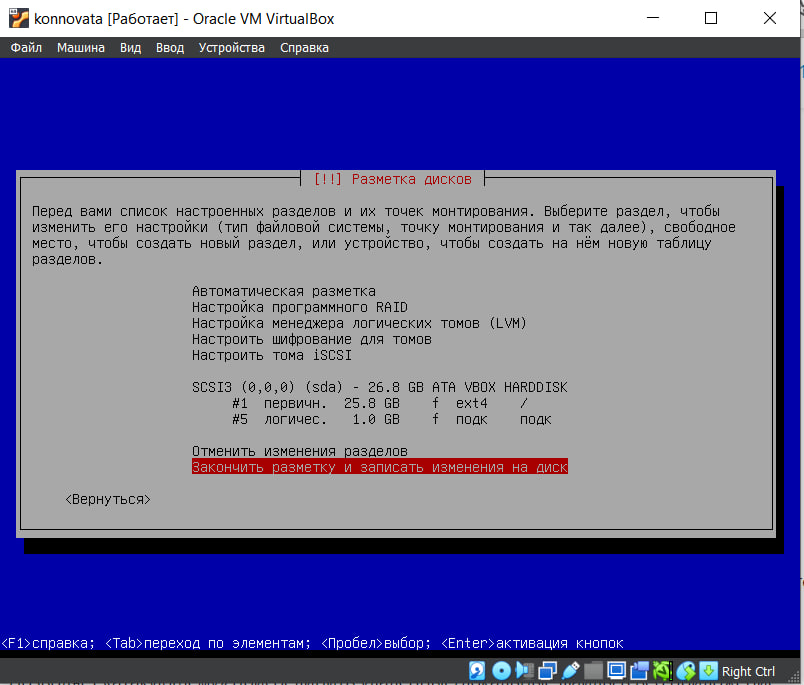 konnovata [Работает] - Oracle VM VirtualBox
Файл Машина Вид Ввод Устройства Справка
[!!] Разметка дисков
Перед вами список настроенных разделов и их точек монтирования. Выберите раздел, чтобы
изменить его настройки (тип файловой системы, точку монтирования и так далее), свободное
место, чтобы создать новый раздел, или устройство, чтобы создать на нём новую таблицу
разделов.
Автоматическая разметка
Настройка программного RAID
Настройка менеджера логических томов (LVM)
Настроить шифрование для томов
Настроить тома iSCSI
SCSI3 (0,0,0) (sda) - 26.8 GB ATA VBOX HARDDISK
#1 первичн. 25.8 GB f ext4 /
#5 логичес. 1.0 GB f подк подк
Отменить изменения разделов
Закончить разметку и записать изменения на диск
<Вернуться>
<F1>справка; <Tab>переход по элементам; <Пробел>выбор; <Enter>активация кнопок
Right Ctrl